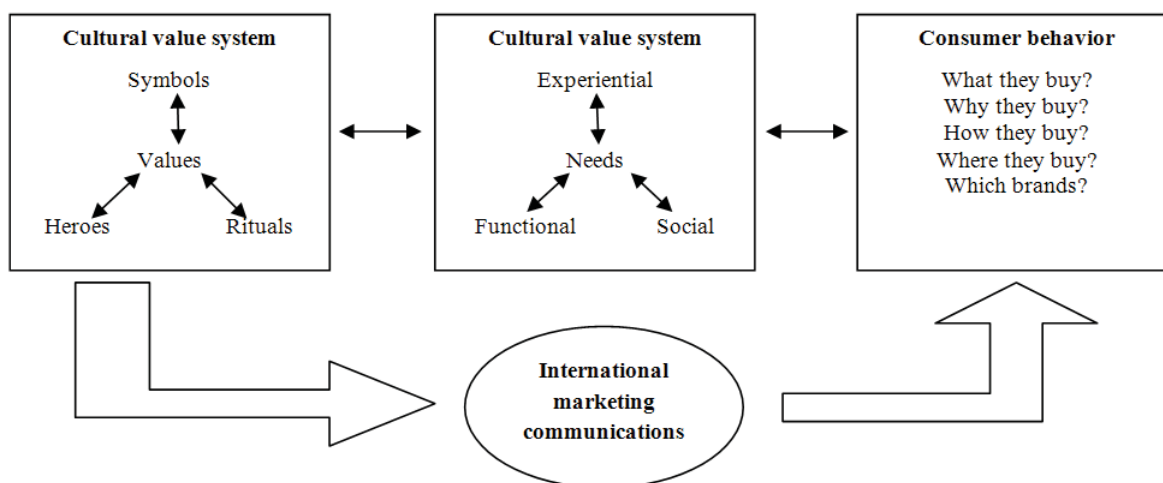 Cultural value system
Symbols
Values
Heroes Rituals
Cultural value system
Experiential
Needs
Functional Social
Consumer behavior
What they buy?
Why they buy?
How they buy?
Where they buy?
Which brands?
International
marketing
communications